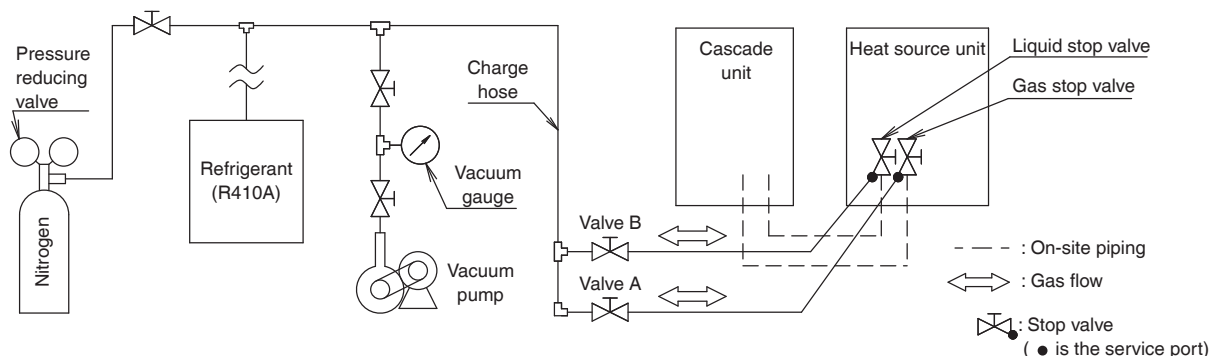 Pressure
reducing
valve
Nitrogen
Refrigerant
(R410A)
Vacuum
gauge
Vacuum
pump
Charge
hose
Valve B
Valve A
Cascade
unit
Heat source unit
Liquid stop valve
Gas stop valve
: On-site piping
: Gas flow
: Stop valve
( ● is the service port)